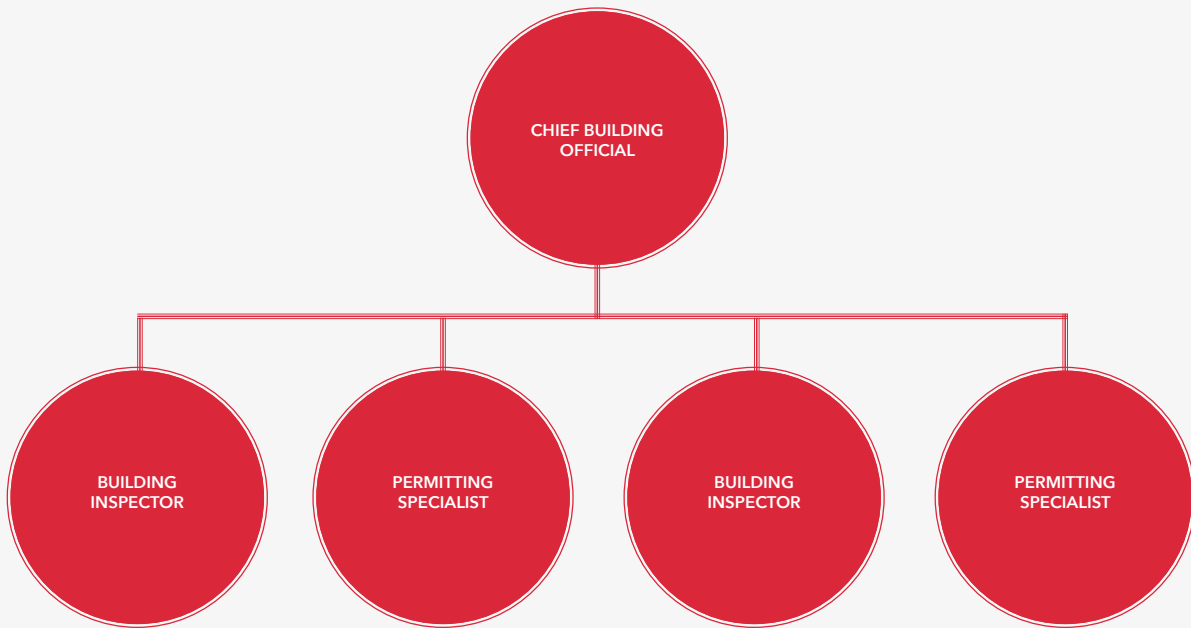 CHIEF BUILDING
OFFICIAL
BUILDING
INSPECTOR
PERMITTING
SPECIALIST
BUILDING
INSPECTOR
PERMITTING
SPECIALIST